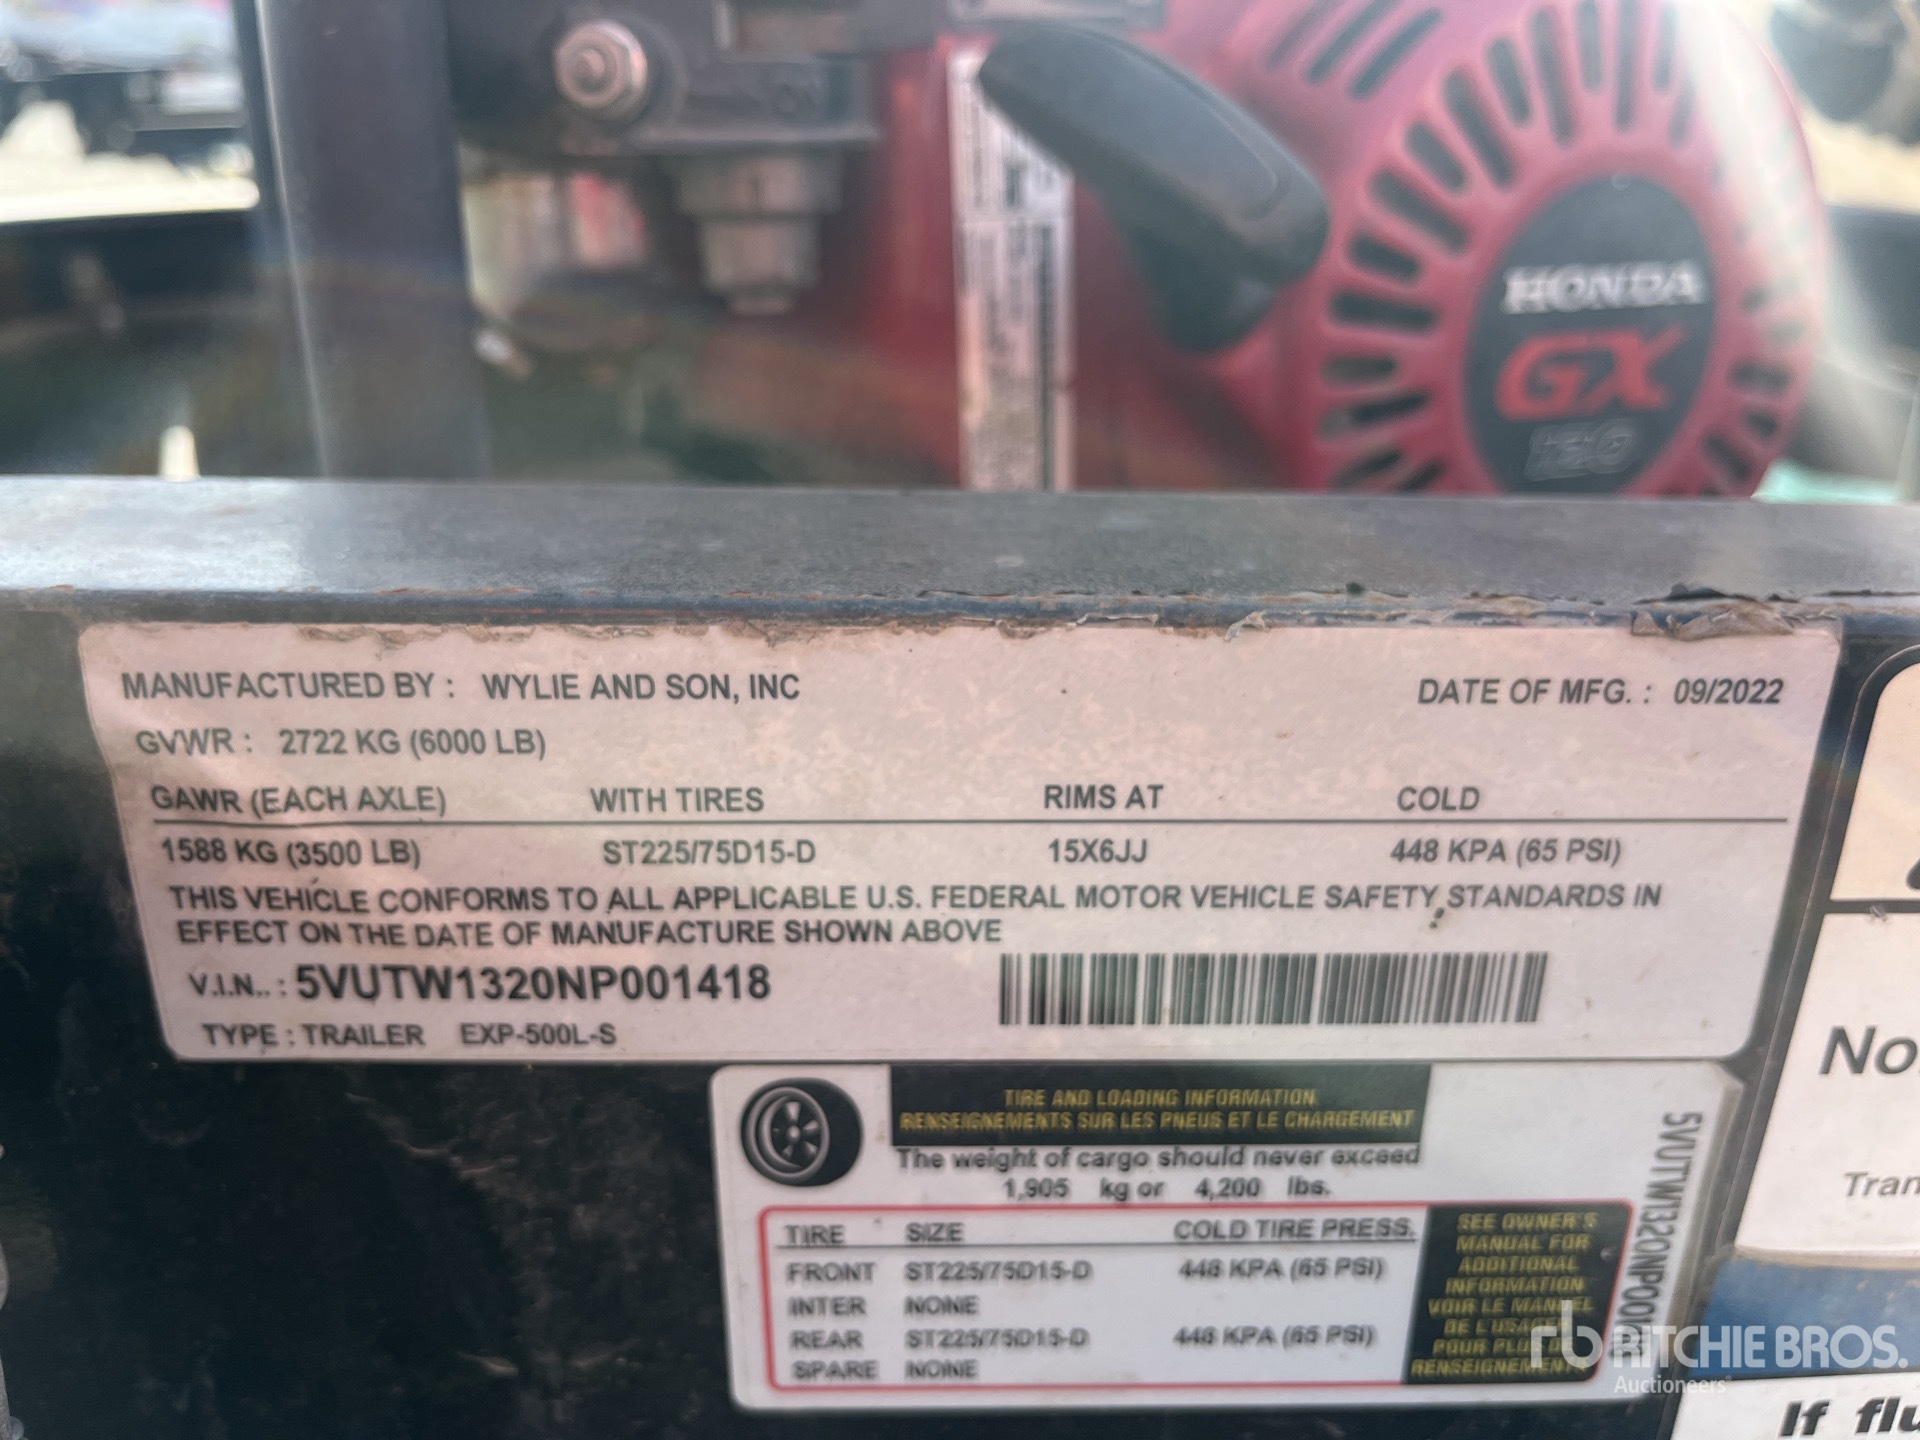 HONDA
GX
120
MANUFACTURED BY : WYLIE AND SON, INC DATE OF MFG. : 09/2022
GVWR : 2722 KG (6000 LB)
GAWR (EACH AXLE) WITH TIRES RIMS AT COLD
1588 KG (3500 LB) ST225/75D15-D 15X6JJ 448 KPA (65 PSI)
THIS VEHICLE CONFORMS TO ALL APPLICABLE U.S. FEDERAL MOTOR VEHICLE SAFETY STANDARDS IN
EFFECT ON THE DATE OF MANUFACTURE SHOWN ABOVE
V.I.N.. : 5VUTW1320NP001418
TYPE : TRAILER EXP-500L-S
TIRE AND LOADING INFORMATION
RENSEIGNEMENTS SUR LES PNEUS ET LE CHARGEMENT
The weight of cargo should never exceed
1,905 kg or 4,200 lbs.
TIRE SIZE COLD TIRE PRESS.
FRONT ST225/75D15-D 448 KPA (65 PSI)
INTER NONE
REAR ST225/75D15-D 448 KPA (65 PSI)
SPARE NONE
SEE OWNER'S
MANUAL FOR
ADDITIONAL
INFORMATION
VOIR LE MANUEL
DE L'USAGER
POUR PLUS DE
RENSEIGNEMENTS
5VUTW1320NP001418
No
Tran
If flu
rb RITCHIE BROS.
Auctioneers